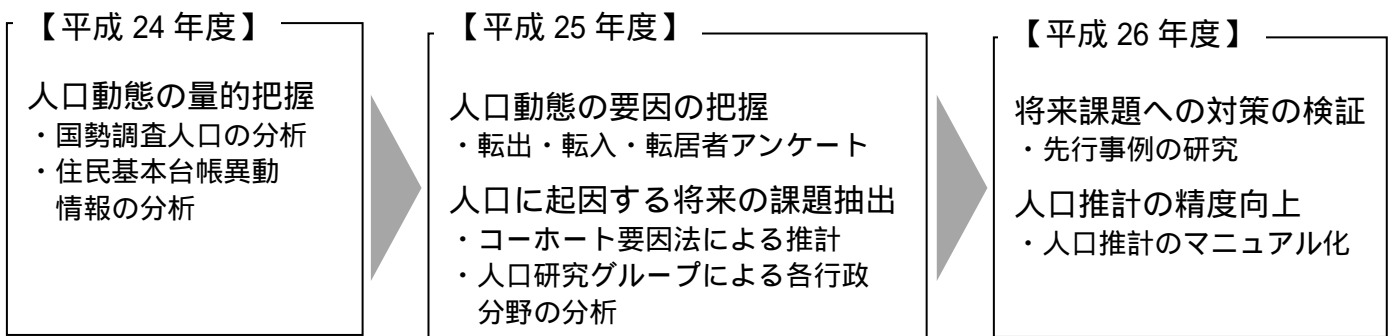 【平成 24 年度】
人口動態の量的把握
・国勢調査人口の分析
・住民基本台帳異動
情報の分析
【平成 25 年度】
人口動態の要因の把握
・転出・転入・転居者アンケート
人口に起因する将来の課題抽出
・コーホート要因法による推計
・人口研究グループによる各行政
分野の分析
【平成 26 年度】
将来課題への対策の検証
・先行事例の研究
人口推計の精度向上
・人口推計のマニュアル化